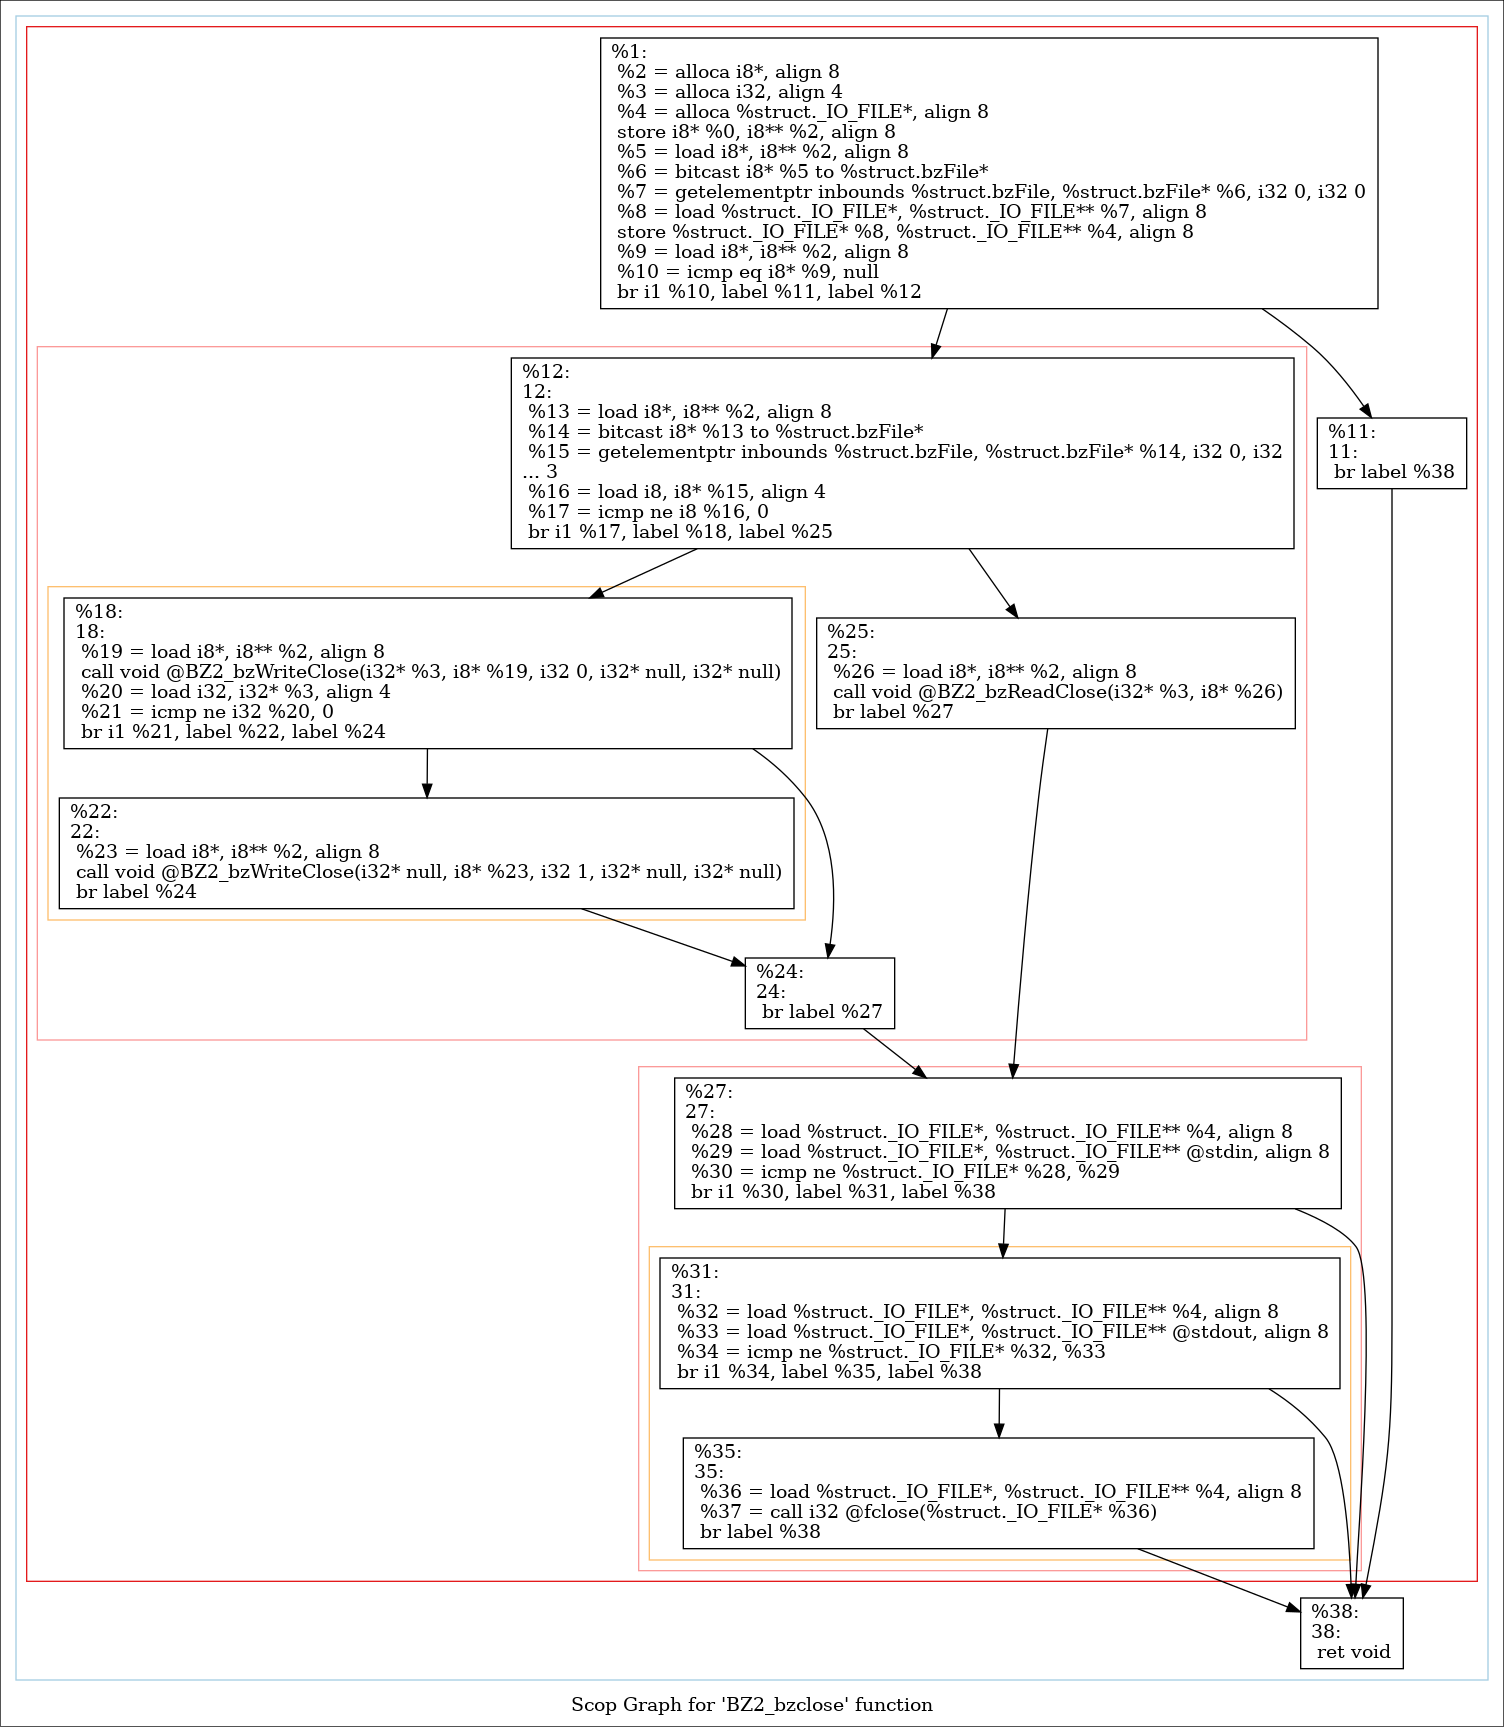 %1:
%2 = alloca i8*, align 8
%3 = alloca i32, align 4
%4 = alloca %struct._IO_FILE*, align 8
store i8* %0, i8** %2, align 8
%5 = load i8*, i8** %2, align 8
%6 = bitcast i8* %5 to %struct.bzFile*
%7 = getelementptr inbounds %struct.bzFile, %struct.bzFile* %6, i32 0, i32 0
%8 = load %struct._IO_FILE*, %struct._IO_FILE** %7, align 8
store %struct._IO_FILE* %8, %struct._IO_FILE** %4, align 8
%9 = load i8*, i8** %2, align 8
%10 = icmp eq i8* %9, null
br i1 %10, label %11, label %12
%12:
12:
%13 = load i8*, i8** %2, align 8
%14 = bitcast i8* %13 to %struct.bzFile*
%15 = getelementptr inbounds %struct.bzFile, %struct.bzFile* %14, i32 0, i32
... 3
%16 = load i8, i8* %15, align 4
%17 = icmp ne i8 %16, 0
br i1 %17, label %18, label %25
%11:
11:
br label %38
%18:
18:
%19 = load i8*, i8** %2, align 8
call void @BZ2_bzWriteClose(i32* %3, i8* %19, i32 0, i32* null, i32* null)
%20 = load i32, i32* %3, align 4
%21 = icmp ne i32 %20, 0
br i1 %21, label %22, label %24
%25:
25:
%26 = load i8*, i8** %2, align 8
call void @BZ2_bzReadClose(i32* %3, i8* %26)
br label %27
%22:
22:
%23 = load i8*, i8** %2, align 8
call void @BZ2_bzWriteClose(i32* null, i8* %23, i32 1, i32* null, i32* null)
br label %24
%24:
24:
br label %27
%27:
27:
%28 = load %struct._IO_FILE*, %struct._IO_FILE** %4, align 8
%29 = load %struct._IO_FILE*, %struct._IO_FILE** @stdin, align 8
%30 = icmp ne %struct._IO_FILE* %28, %29
br i1 %30, label %31, label %38
%31:
31:
%32 = load %struct._IO_FILE*, %struct._IO_FILE** %4, align 8
%33 = load %struct._IO_FILE*, %struct._IO_FILE** @stdout, align 8
%34 = icmp ne %struct._IO_FILE* %32, %33
br i1 %34, label %35, label %38
%35:
35:
%36 = load %struct._IO_FILE*, %struct._IO_FILE** %4, align 8
%37 = call i32 @fclose(%struct._IO_FILE* %36)
br label %38
%38:
38:
ret void
Scop Graph for 'BZ2_bzclose' function